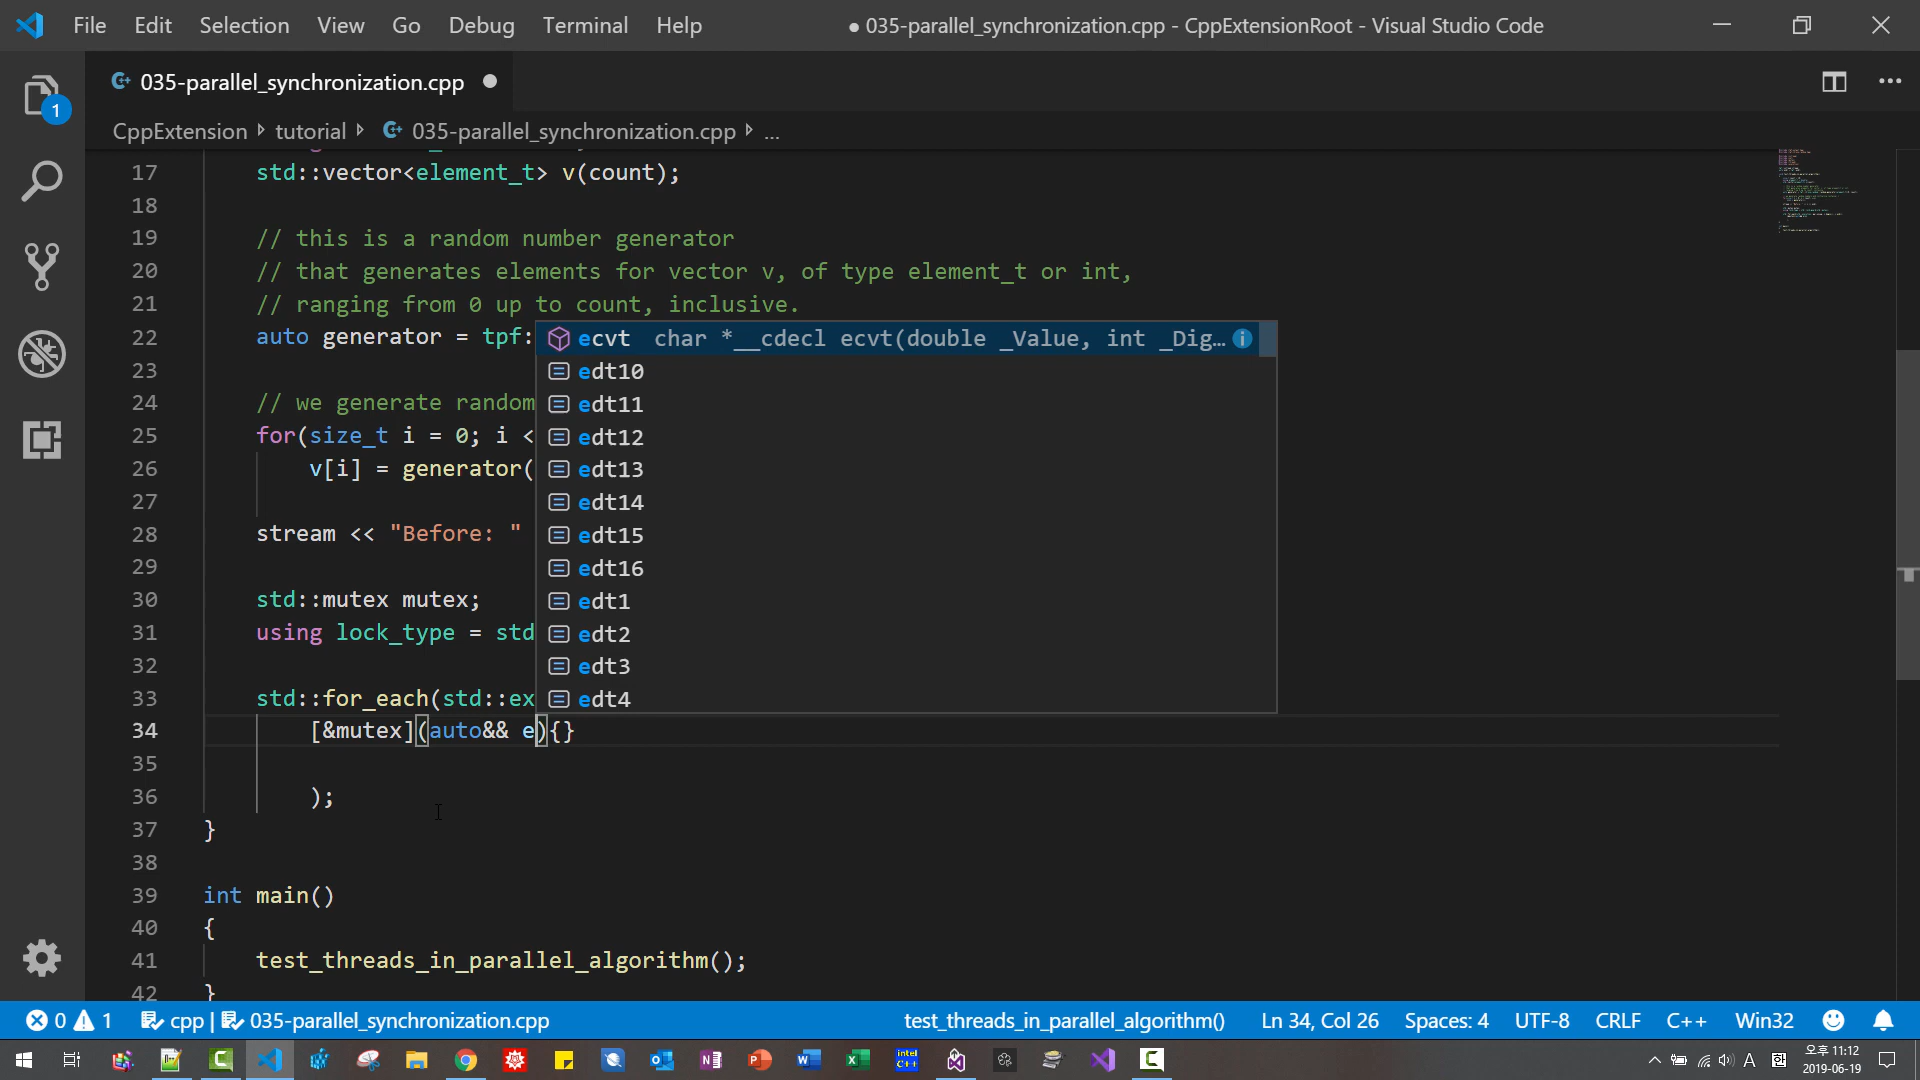 File Edit Selection View Go Debug Terminal Help ● 035-parallel_synchronization.cpp - CppExtensionRoot - Visual Studio Code
035-parallel_synchronization.cpp
1
CppExtension tutorial 035-parallel_synchronization.cpp ...
17 std::vector<element_t> v(count);
18
19 // this is a random number generator
20 // that generates elements for vector v, of type element_t or int,
21 // ranging from 0 up to count, inclusive.
22 auto generator = tpf:
ecvt char *__cdecl ecvt(double _Value, int _Dig…
23
edt10
24 // we generate random
edt11
25 for(size_t i = 0; i <
edt12
26 v[i] = generator(
edt13
27
edt14
28 stream << "Before: "
edt15
29
edt16
30 std::mutex mutex;
edt1
31 using lock_type = std
edt2
32
edt3
33 std::for_each(std::ex
edt4
34 [&mutex](auto&& e){}
35
36 );
37 }
38
39 int main()
40 {
41 test_threads_in_parallel_algorithm();
42 }
0 1 cpp | 035-parallel_synchronization.cpp test_threads_in_parallel_algorithm() Ln 34, Col 26 Spaces: 4 UTF-8 CRLF C++ Win32
intel C++ A 오후 11:12
2019-06-19